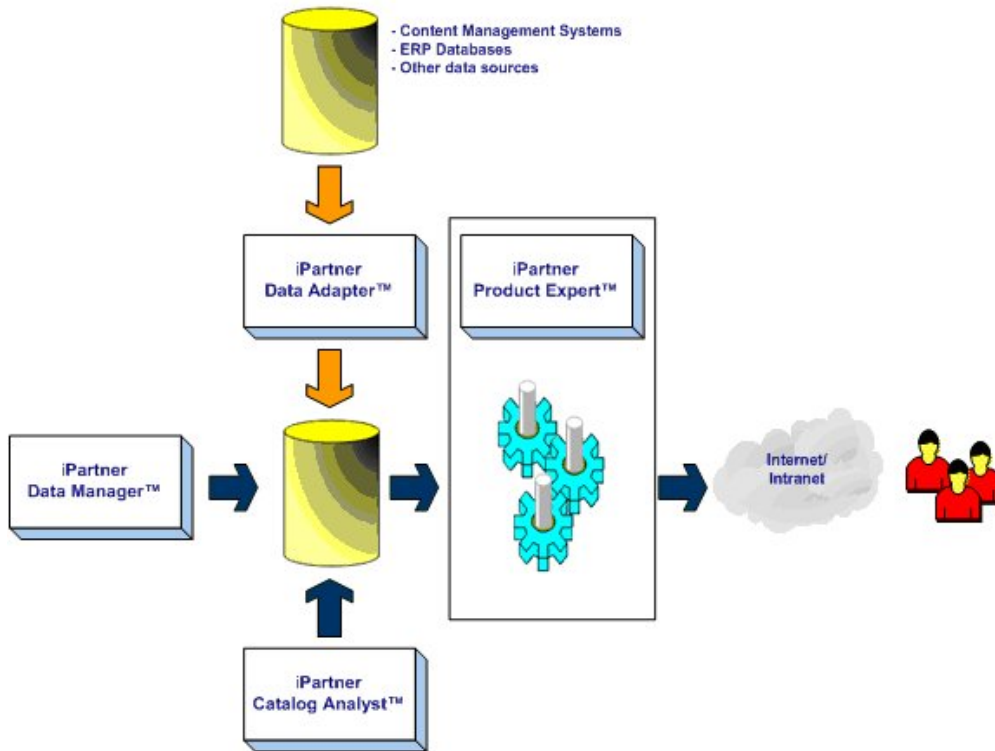 - Content Management Systems
- ERP Databases
- Other data sources
iPartner
Data Adapter™
iPartner
Product Expert™
iPartner
Data Manager™
Internet/
Intranet
iPartner
Catalog Analyst™